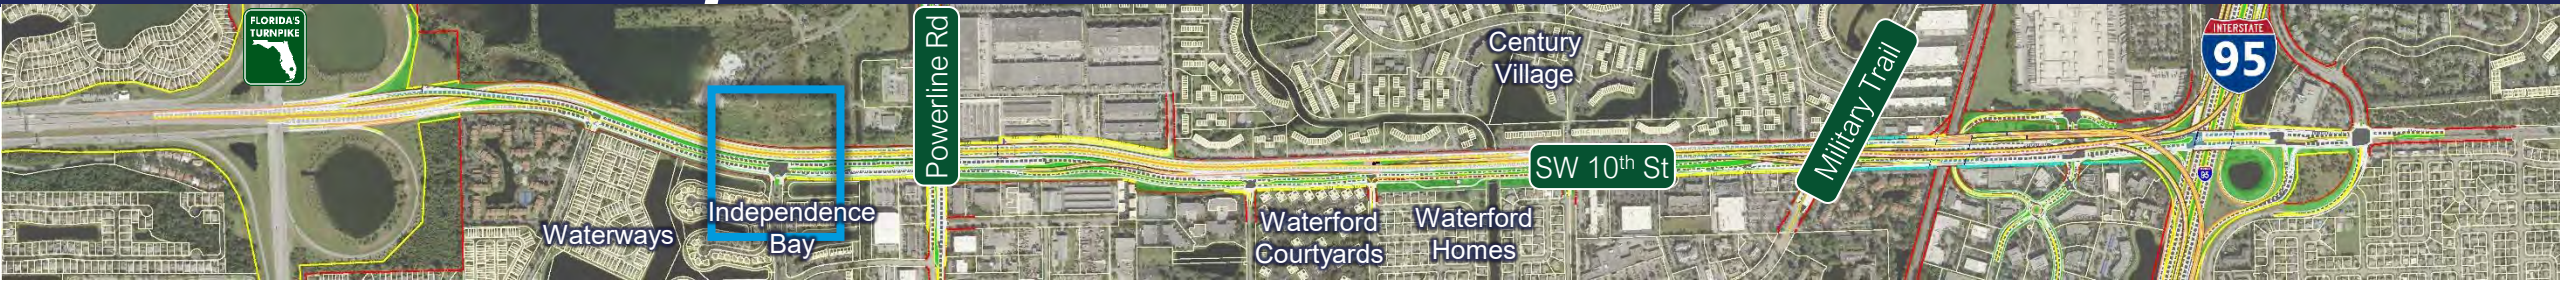 FLORIDA'S
TURNPIKE
Waterways
Independence
Bay
Powerline Rd
Waterford
Courtyards
Waterford
Homes
Century
Village
SW 10th St
Military Trail
INTERSTATE
95
95